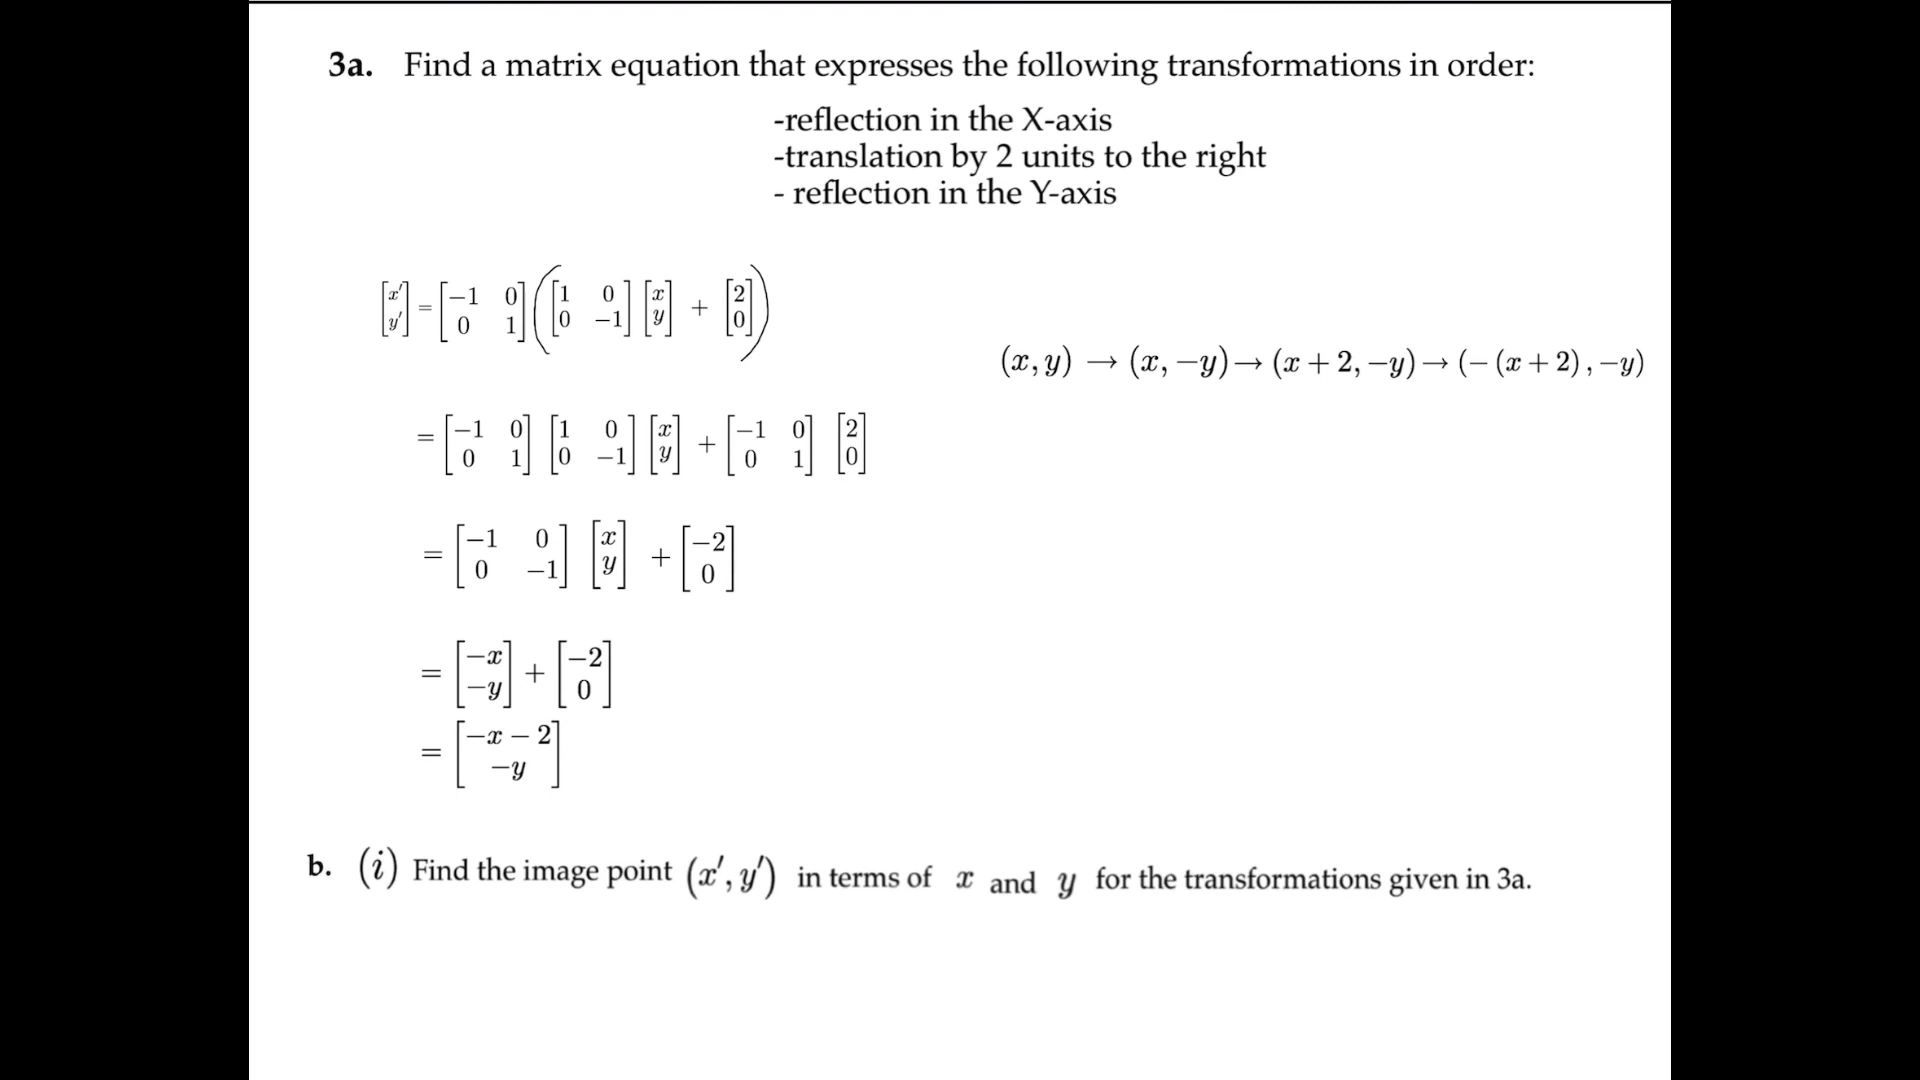 3a. Find a matrix equation that expresses the following transformations in order:
-reflection in the X-axis
-translation by 2 units to the right
- reflection in the Y-axis
[x′ y′] = [−1 0; 0 1] ( [1 0; 0 −1] [x y] + [2 0] )
(x, y) → (x, −y) → (x + 2, −y) → (− (x + 2) , −y)
= [−1 0; 0 1] [1 0; 0 −1] [x y] + [−1 0; 0 1] [2 0]
= [−1 0; 0 −1] [x y] + [−2 0]
= [−x −y] + [−2 0]
= [−x − 2 −y]
b. (i) Find the image point (x′, y′) in terms of x and y for the transformations given in 3a.